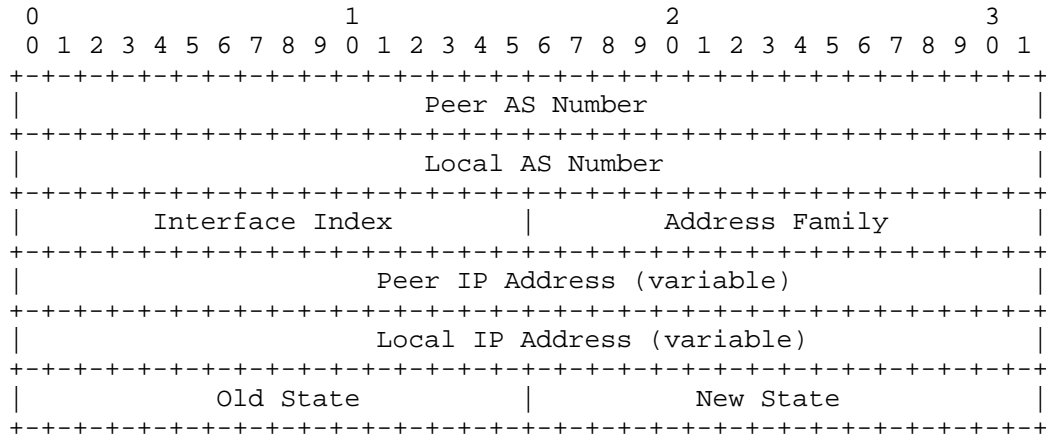 0                   1                   2                   3
 0 1 2 3 4 5 6 7 8 9 0 1 2 3 4 5 6 7 8 9 0 1 2 3 4 5 6 7 8 9 0 1
+-+-+-+-+-+-+-+-+-+-+-+-+-+-+-+-+-+-+-+-+-+-+-+-+-+-+-+-+-+-+-+-+
|                         Peer AS Number                        |
+-+-+-+-+-+-+-+-+-+-+-+-+-+-+-+-+-+-+-+-+-+-+-+-+-+-+-+-+-+-+-+-+
|                         Local AS Number                       |
+-+-+-+-+-+-+-+-+-+-+-+-+-+-+-+-+-+-+-+-+-+-+-+-+-+-+-+-+-+-+-+-+
|        Interface Index        |        Address Family         |
+-+-+-+-+-+-+-+-+-+-+-+-+-+-+-+-+-+-+-+-+-+-+-+-+-+-+-+-+-+-+-+-+
|                      Peer IP Address (variable)               |
+-+-+-+-+-+-+-+-+-+-+-+-+-+-+-+-+-+-+-+-+-+-+-+-+-+-+-+-+-+-+-+-+
|                      Local IP Address (variable)              |
+-+-+-+-+-+-+-+-+-+-+-+-+-+-+-+-+-+-+-+-+-+-+-+-+-+-+-+-+-+-+-+-+
|            Old State          |          New State            |
+-+-+-+-+-+-+-+-+-+-+-+-+-+-+-+-+-+-+-+-+-+-+-+-+-+-+-+-+-+-+-+-+